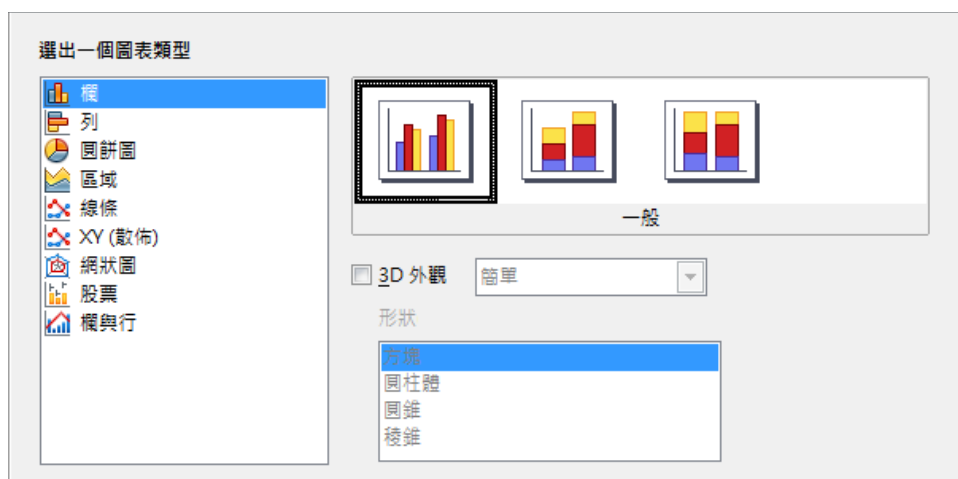 選出一個圖表類型
欄
列
圓餅圖
區域
線條
XY (散佈)
網狀圖
股票
欄與行
一般
3D 外觀
簡單
形狀
方塊
圓柱體
圓錐
稜錐